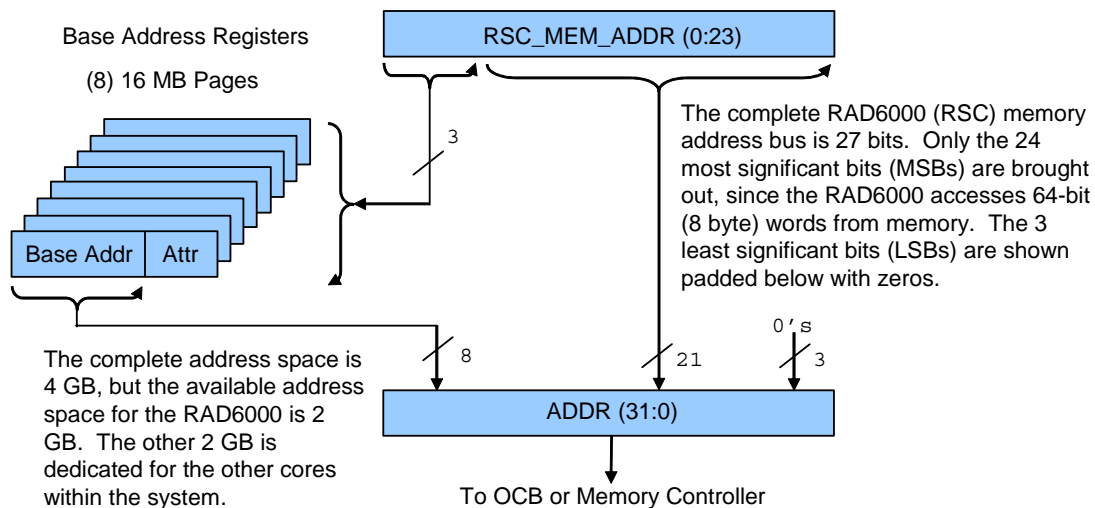 Base Address Registers
(8) 16 MB Pages
RSC_MEM_ADDR (0:23)
3
The complete RAD6000 (RSC) memory
address bus is 27 bits. Only the 24
most significant bits (MSBs) are brought
out, since the RAD6000 accesses 64-bit
(8 byte) words from memory. The 3
least significant bits (LSBs) are shown
padded below with zeros.
Base Addr
Attr
The complete address space is
4 GB, but the available address
space for the RAD6000 is 2
GB. The other 2 GB is
dedicated for the other cores
within the system.
8
21
0's
3
ADDR (31:0)
To OCB or Memory Controller